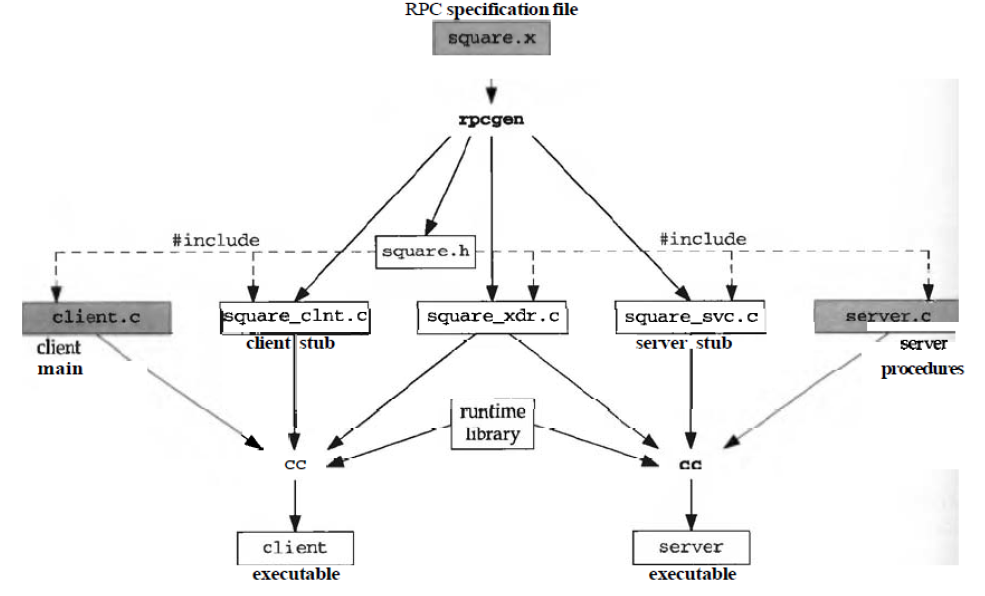 RPC specification file
square.x
rpcgen
#include
#include
square.h
client.c
square_clnt.c
square_xdr.c
square_svc.c
server.c
client
main
client stub
server stub
server
procedures
runtime
library
cc
cc
client
server
executable
executable